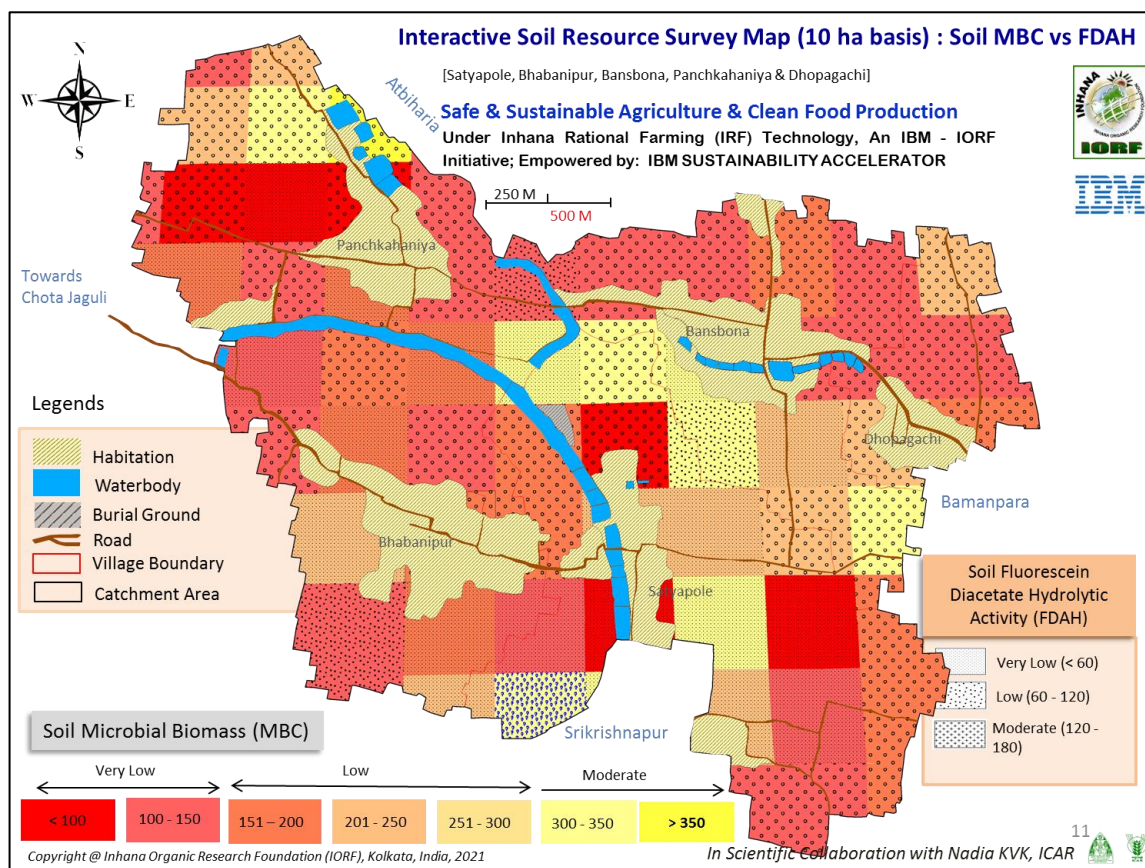 Interactive Soil Resource Survey Map (10 ha basis) : Soil MBC vs FDAH
[Satyapole, Bhabanipur, Bansbona, Panchkahaniya & Dhopagachi]
Safe & Sustainable Agriculture & Clean Food Production
Under Inhana Rational Farming (IRF) Technology, An IBM - IORF
Initiative; Empowered by: IBM SUSTAINABILITY ACCELERATOR
INHANA
IORF
IBM
N
W
E
S
Atbiharia
250 M
500 M
Panchkahaniya
Towards
Chota Jaguli
Bansbona
Dhopagachi
Bamanpara
Bhabanipur
Satyapole
Srikrishnapur
Legends
Habitation
Waterbody
Burial Ground
Road
Village Boundary
Catchment Area
Soil Fluorescein
Diacetate Hydrolytic
Activity (FDAH)
Very Low (< 60)
Low (60 - 120)
Moderate (120 -
180)
Soil Microbial Biomass (MBC)
Very Low
Low
Moderate
< 100
100 - 150
151 – 200
201 - 250
251 - 300
300 - 350
> 350
11
Copyright @ Inhana Organic Research Foundation (IORF), Kolkata, India, 2021
In Scientific Collaboration with Nadia KVK, ICAR